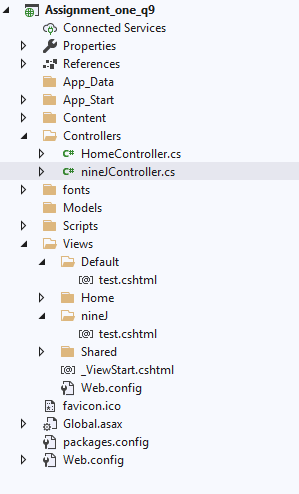 Assignment_one_q9
Connected Services
Properties
References
App_Data
App_Start
Content
Controllers
C# HomeController.cs
C# nineJController.cs
fonts
Models
Scripts
Views
Default
[@] test.cshtml
Home
nineJ
[@] test.cshtml
Shared
[@] _ViewStart.cshtml
Web.config
favicon.ico
Global.asax
packages.config
Web.config